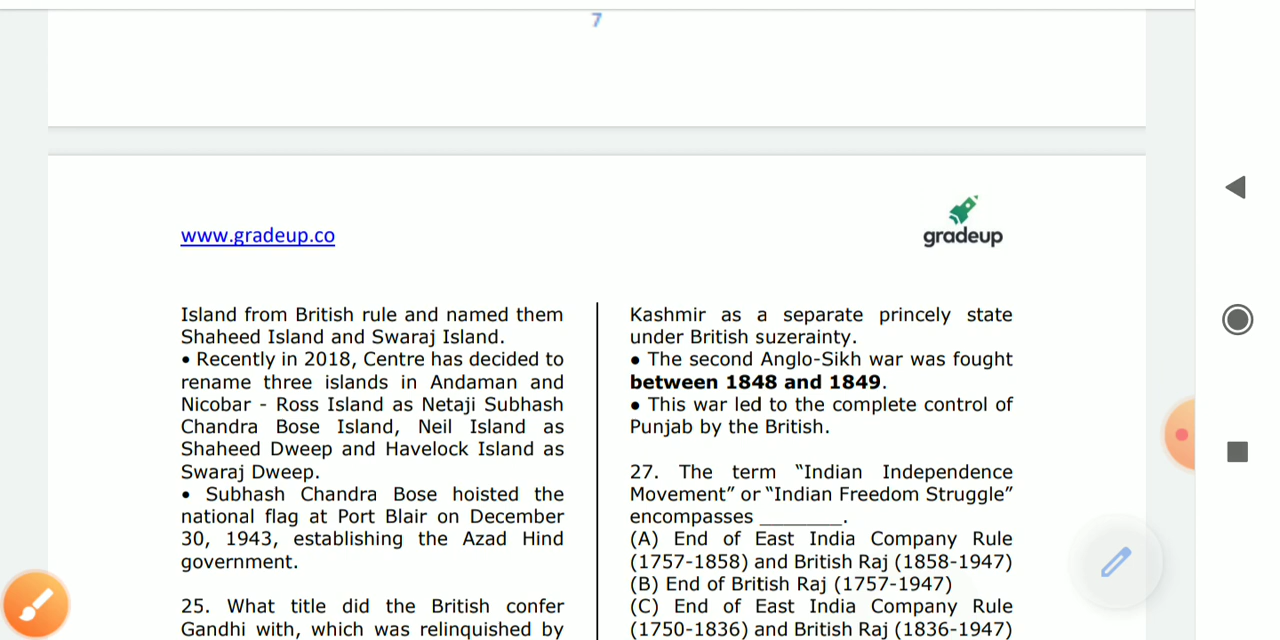 7
www.gradeup.co
gradeup
Island from British rule and named them
Shaheed Island and Swaraj Island.
• Recently in 2018, Centre has decided to
rename three islands in Andaman and
Nicobar - Ross Island as Netaji Subhash
Chandra Bose Island, Neil Island as
Shaheed Dweep and Havelock Island as
Swaraj Dweep.
• Subhash Chandra Bose hoisted the
national flag at Port Blair on December
30, 1943, establishing the Azad Hind
government.
25. What title did the British confer
Gandhi with, which was relinquished by
Kashmir as a separate princely state
under British suzerainty.
• The second Anglo-Sikh war was fought
between 1848 and 1849.
• This war led to the complete control of
Punjab by the British.
27. The term “Indian Independence
Movement” or “Indian Freedom Struggle”
encompasses ________.
(A) End of East India Company Rule
(1757-1858) and British Raj (1858-1947)
(B) End of British Raj (1757-1947)
(C) End of East India Company Rule
(1750-1836) and British Raj (1836-1947)